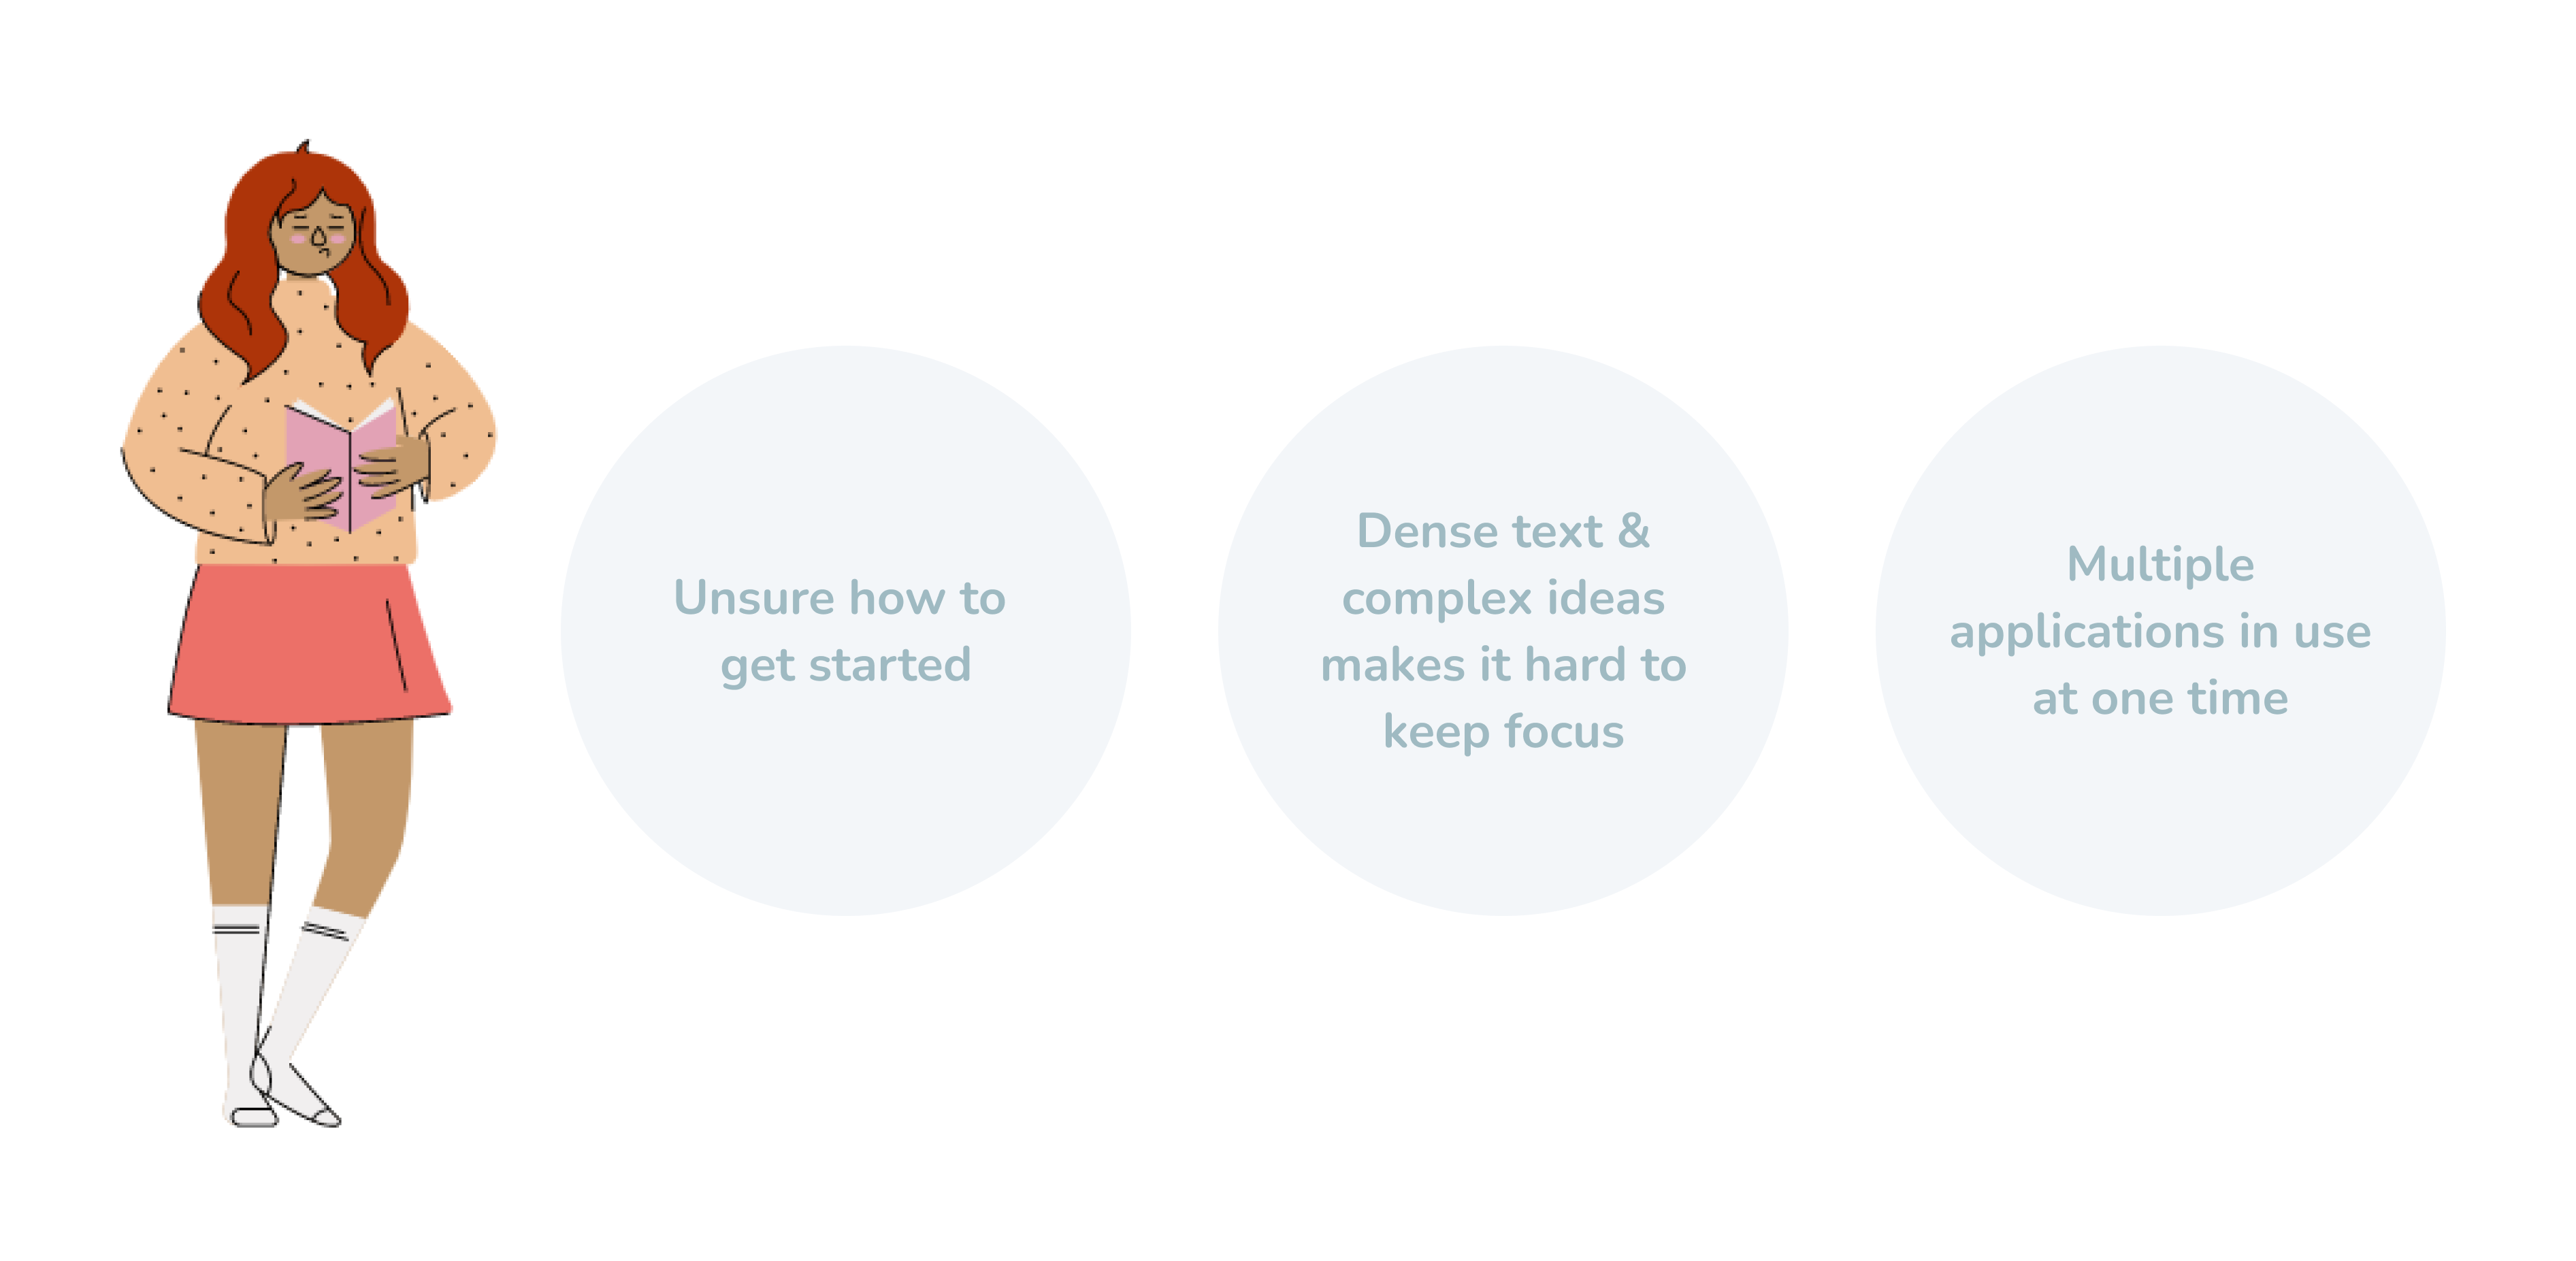 Unsure how to
get started
Dense text &
complex ideas
makes it hard to
keep focus
Multiple
applications in use
at one time